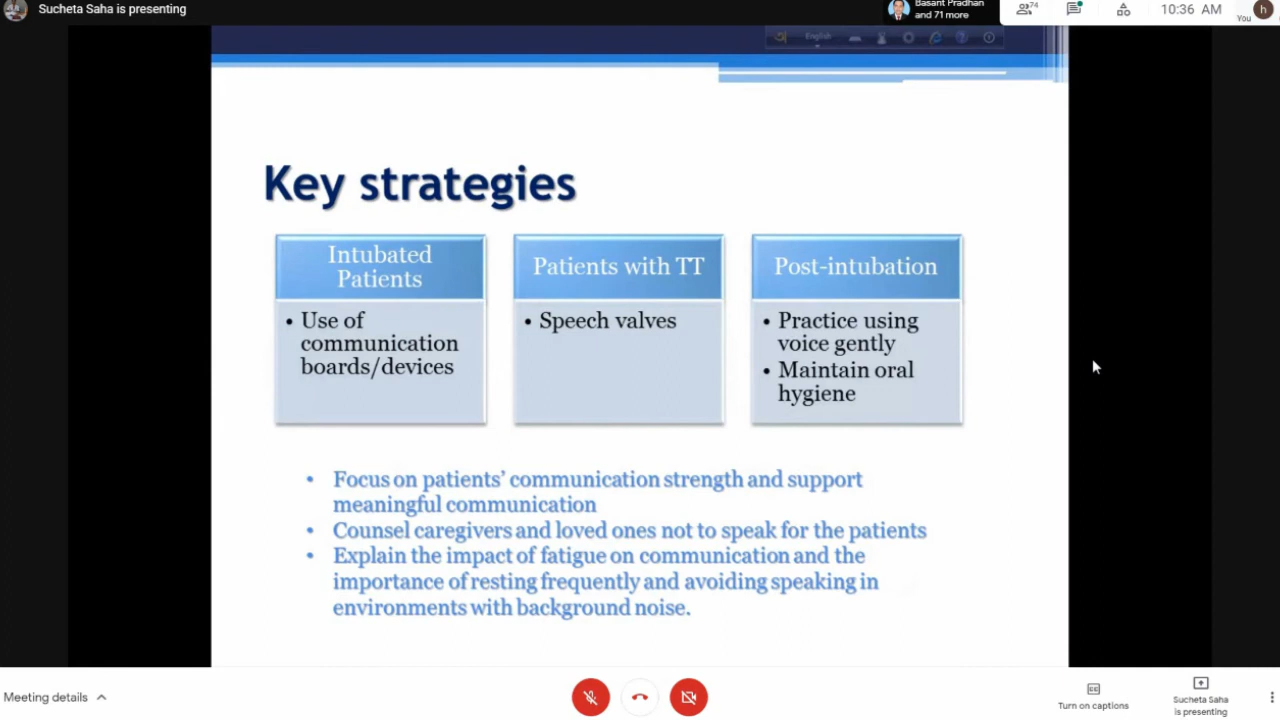 Sucheta Saha is presenting
Basant Pradhan
and 71 more
74
10:36 AM
You
h
English
Key strategies
Intubated
Patients
• Use of
communication
boards/devices
Patients with TT
• Speech valves
Post-intubation
• Practice using
voice gently
• Maintain oral
hygiene
• Focus on patients' communication strength and support
meaningful communication
• Counsel caregivers and loved ones not to speak for the patients
• Explain the impact of fatigue on communication and the
importance of resting frequently and avoiding speaking in
environments with background noise.
Meeting details
Turn on captions
Sucheta Saha
is presenting